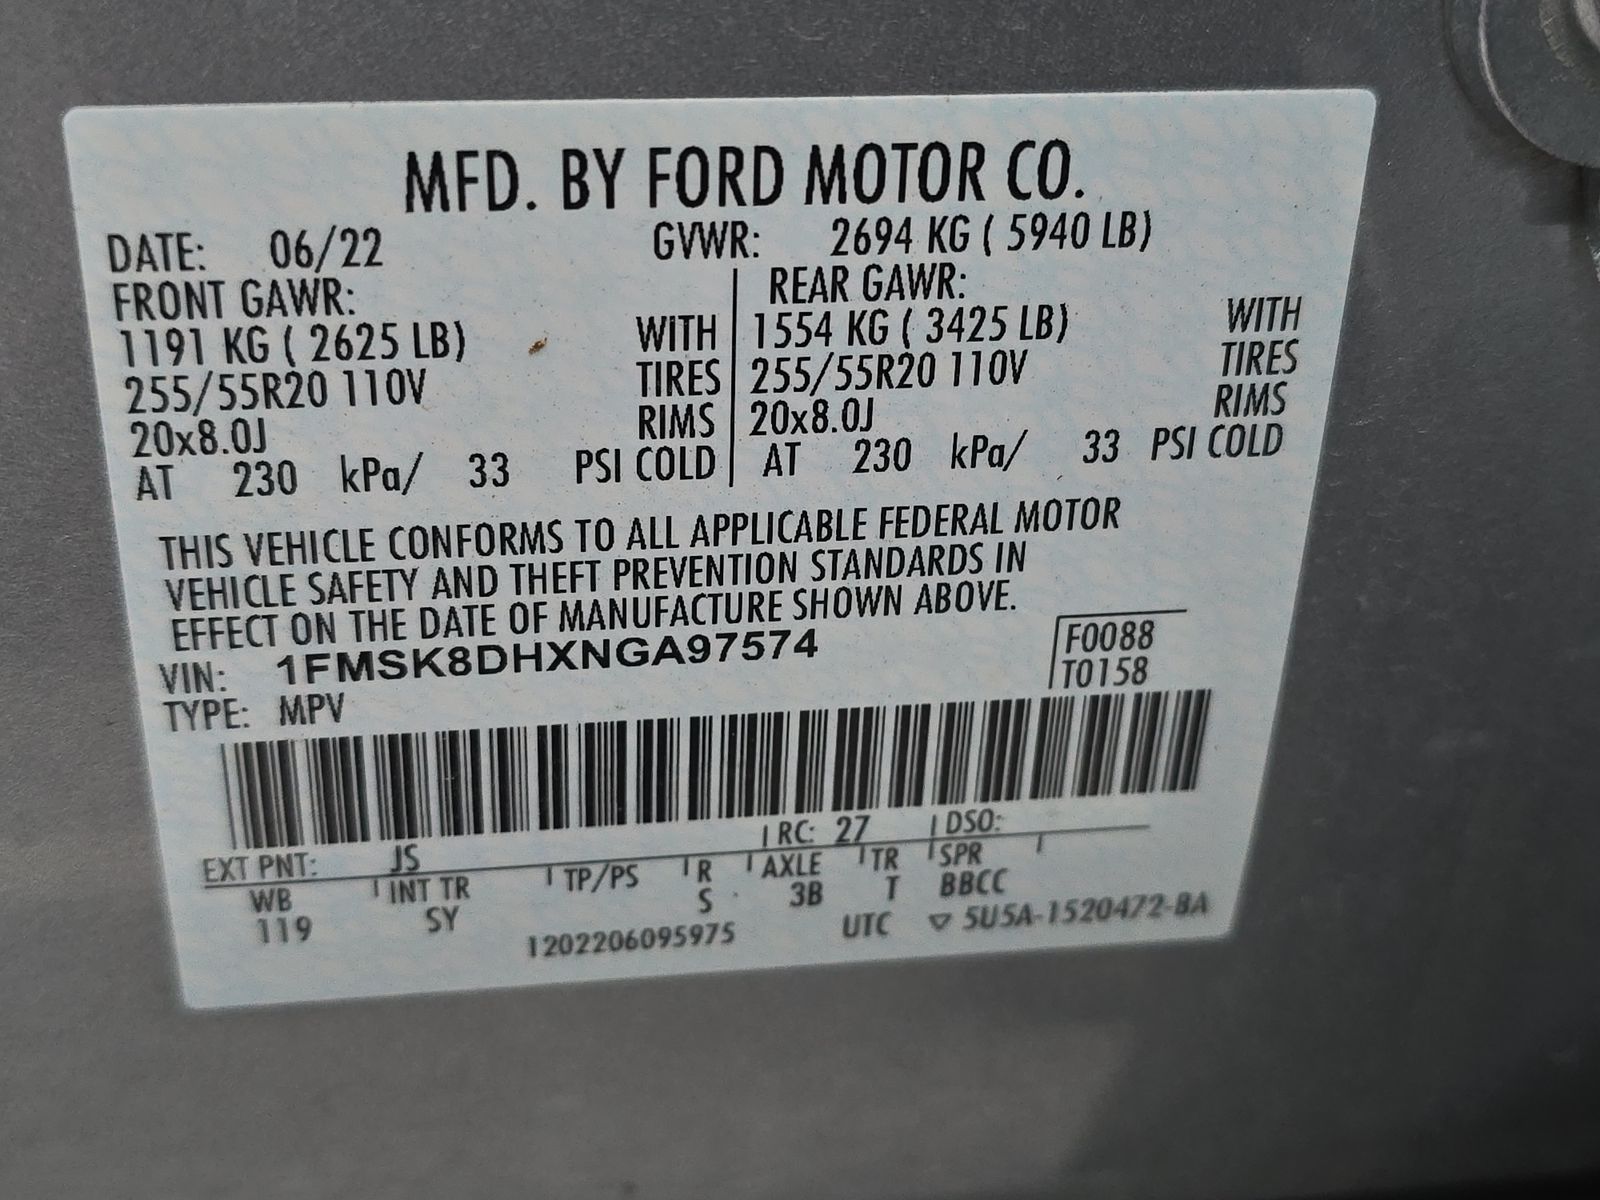 MFD. BY FORD MOTOR CO.
DATE: 06/22 GVWR: 2694 KG ( 5940 LB)
FRONT GAWR: REAR GAWR:
1191 KG ( 2625 LB) WITH 1554 KG ( 3425 LB) WITH
255/55R20 110V TIRES 255/55R20 110V TIRES
20x8.0J RIMS 20x8.0J RIMS
AT 230 kPa/ 33 PSI COLD AT 230 kPa/ 33 PSI COLD
THIS VEHICLE CONFORMS TO ALL APPLICABLE FEDERAL MOTOR
VEHICLE SAFETY AND THEFT PREVENTION STANDARDS IN
EFFECT ON THE DATE OF MANUFACTURE SHOWN ABOVE.
VIN: 1FMSK8DHXNGA97574 F0088
TYPE: MPV T0158
EXT PNT: JS RC: 27 DSO:
WB INT TR TP/PS R AXLE TR SPR
119 SY S 3B T BBCC
1202206095975 UTC ▽ 5U5A-1520472-BA